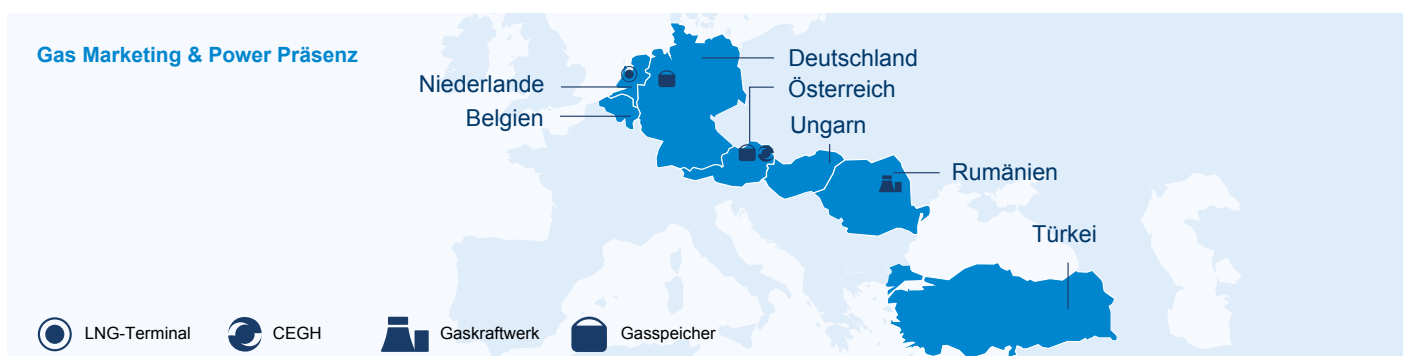 Gas Marketing & Power Präsenz
Deutschland
Niederlande
Österreich
Belgien
Ungarn
Rumänien
Türkei
LNG-Terminal
CEGH
Gaskraftwerk
Gasspeicher